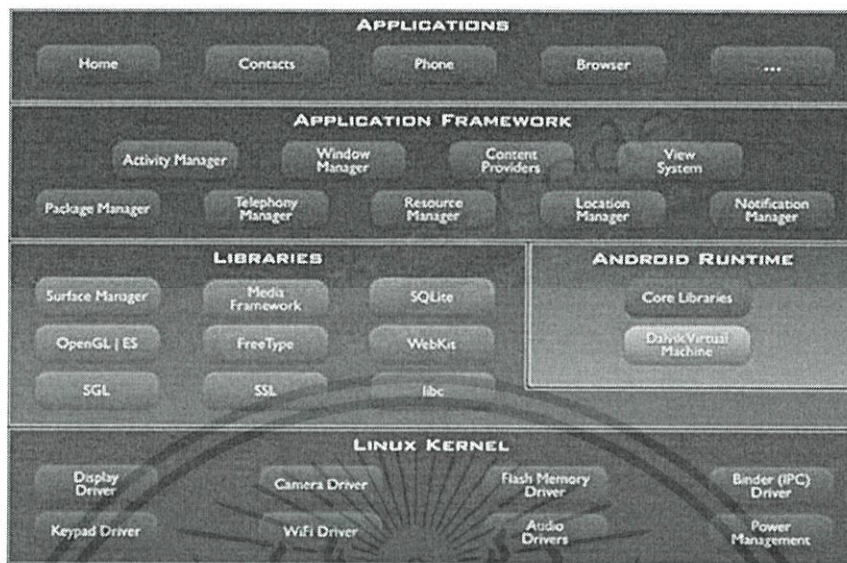 APPLICATIONS
Home Contacts Phone Browser ...
APPLICATION FRAMEWORK
Activity Manager Window Manager Content Providers View System
Package Manager Telephony Manager Resource Manager Location Manager Notification Manager
LIBRARIES
Surface Manager Media Framework SQLite
OpenGL | ES FreeType WebKit
SGL SSL libc
ANDROID RUNTIME
Core Libraries
Dalvik Virtual Machine
LINUX KERNEL
Display Driver Camera Driver Flash Memory Driver Binder (IPC) Driver
Keypad Driver WiFi Driver Audio Drivers Power Management